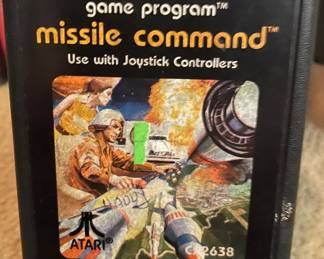 game program™
missile command™
Use with Joystick Controllers
ATARI®
CX2638